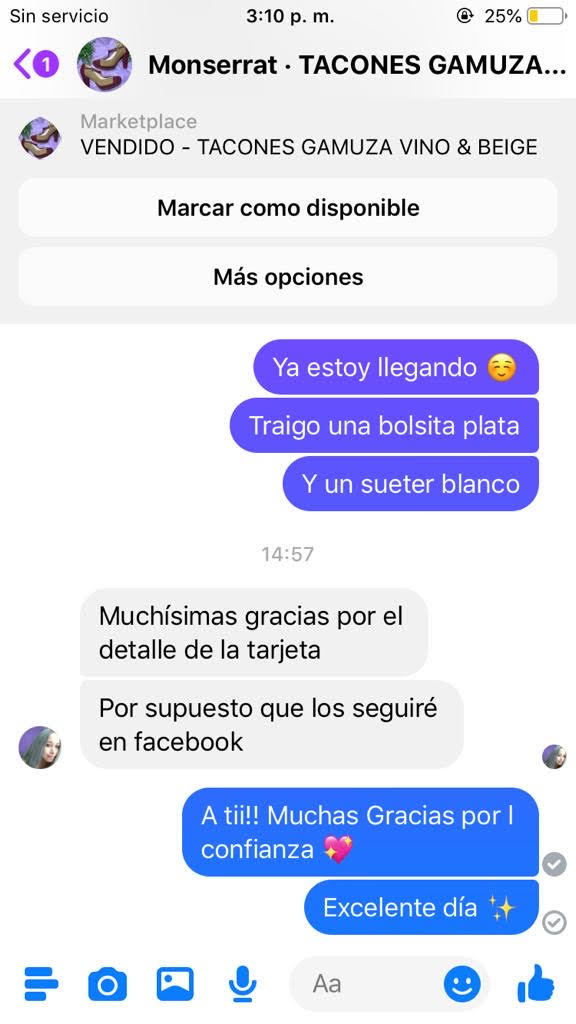 Sin servicio 3:10 p. m. 25%
1 Monserrat · TACONES GAMUZA...
Marketplace
VENDIDO - TACONES GAMUZA VINO & BEIGE
Marcar como disponible
Más opciones
Ya estoy llegando ☺️
Traigo una bolsita plata
Y un sueter blanco
14:57
Muchísimas gracias por el
detalle de la tarjeta
Por supuesto que los seguiré
en facebook
A tii!! Muchas Gracias por l
confianza 💖
Excelente día ✨
Aa